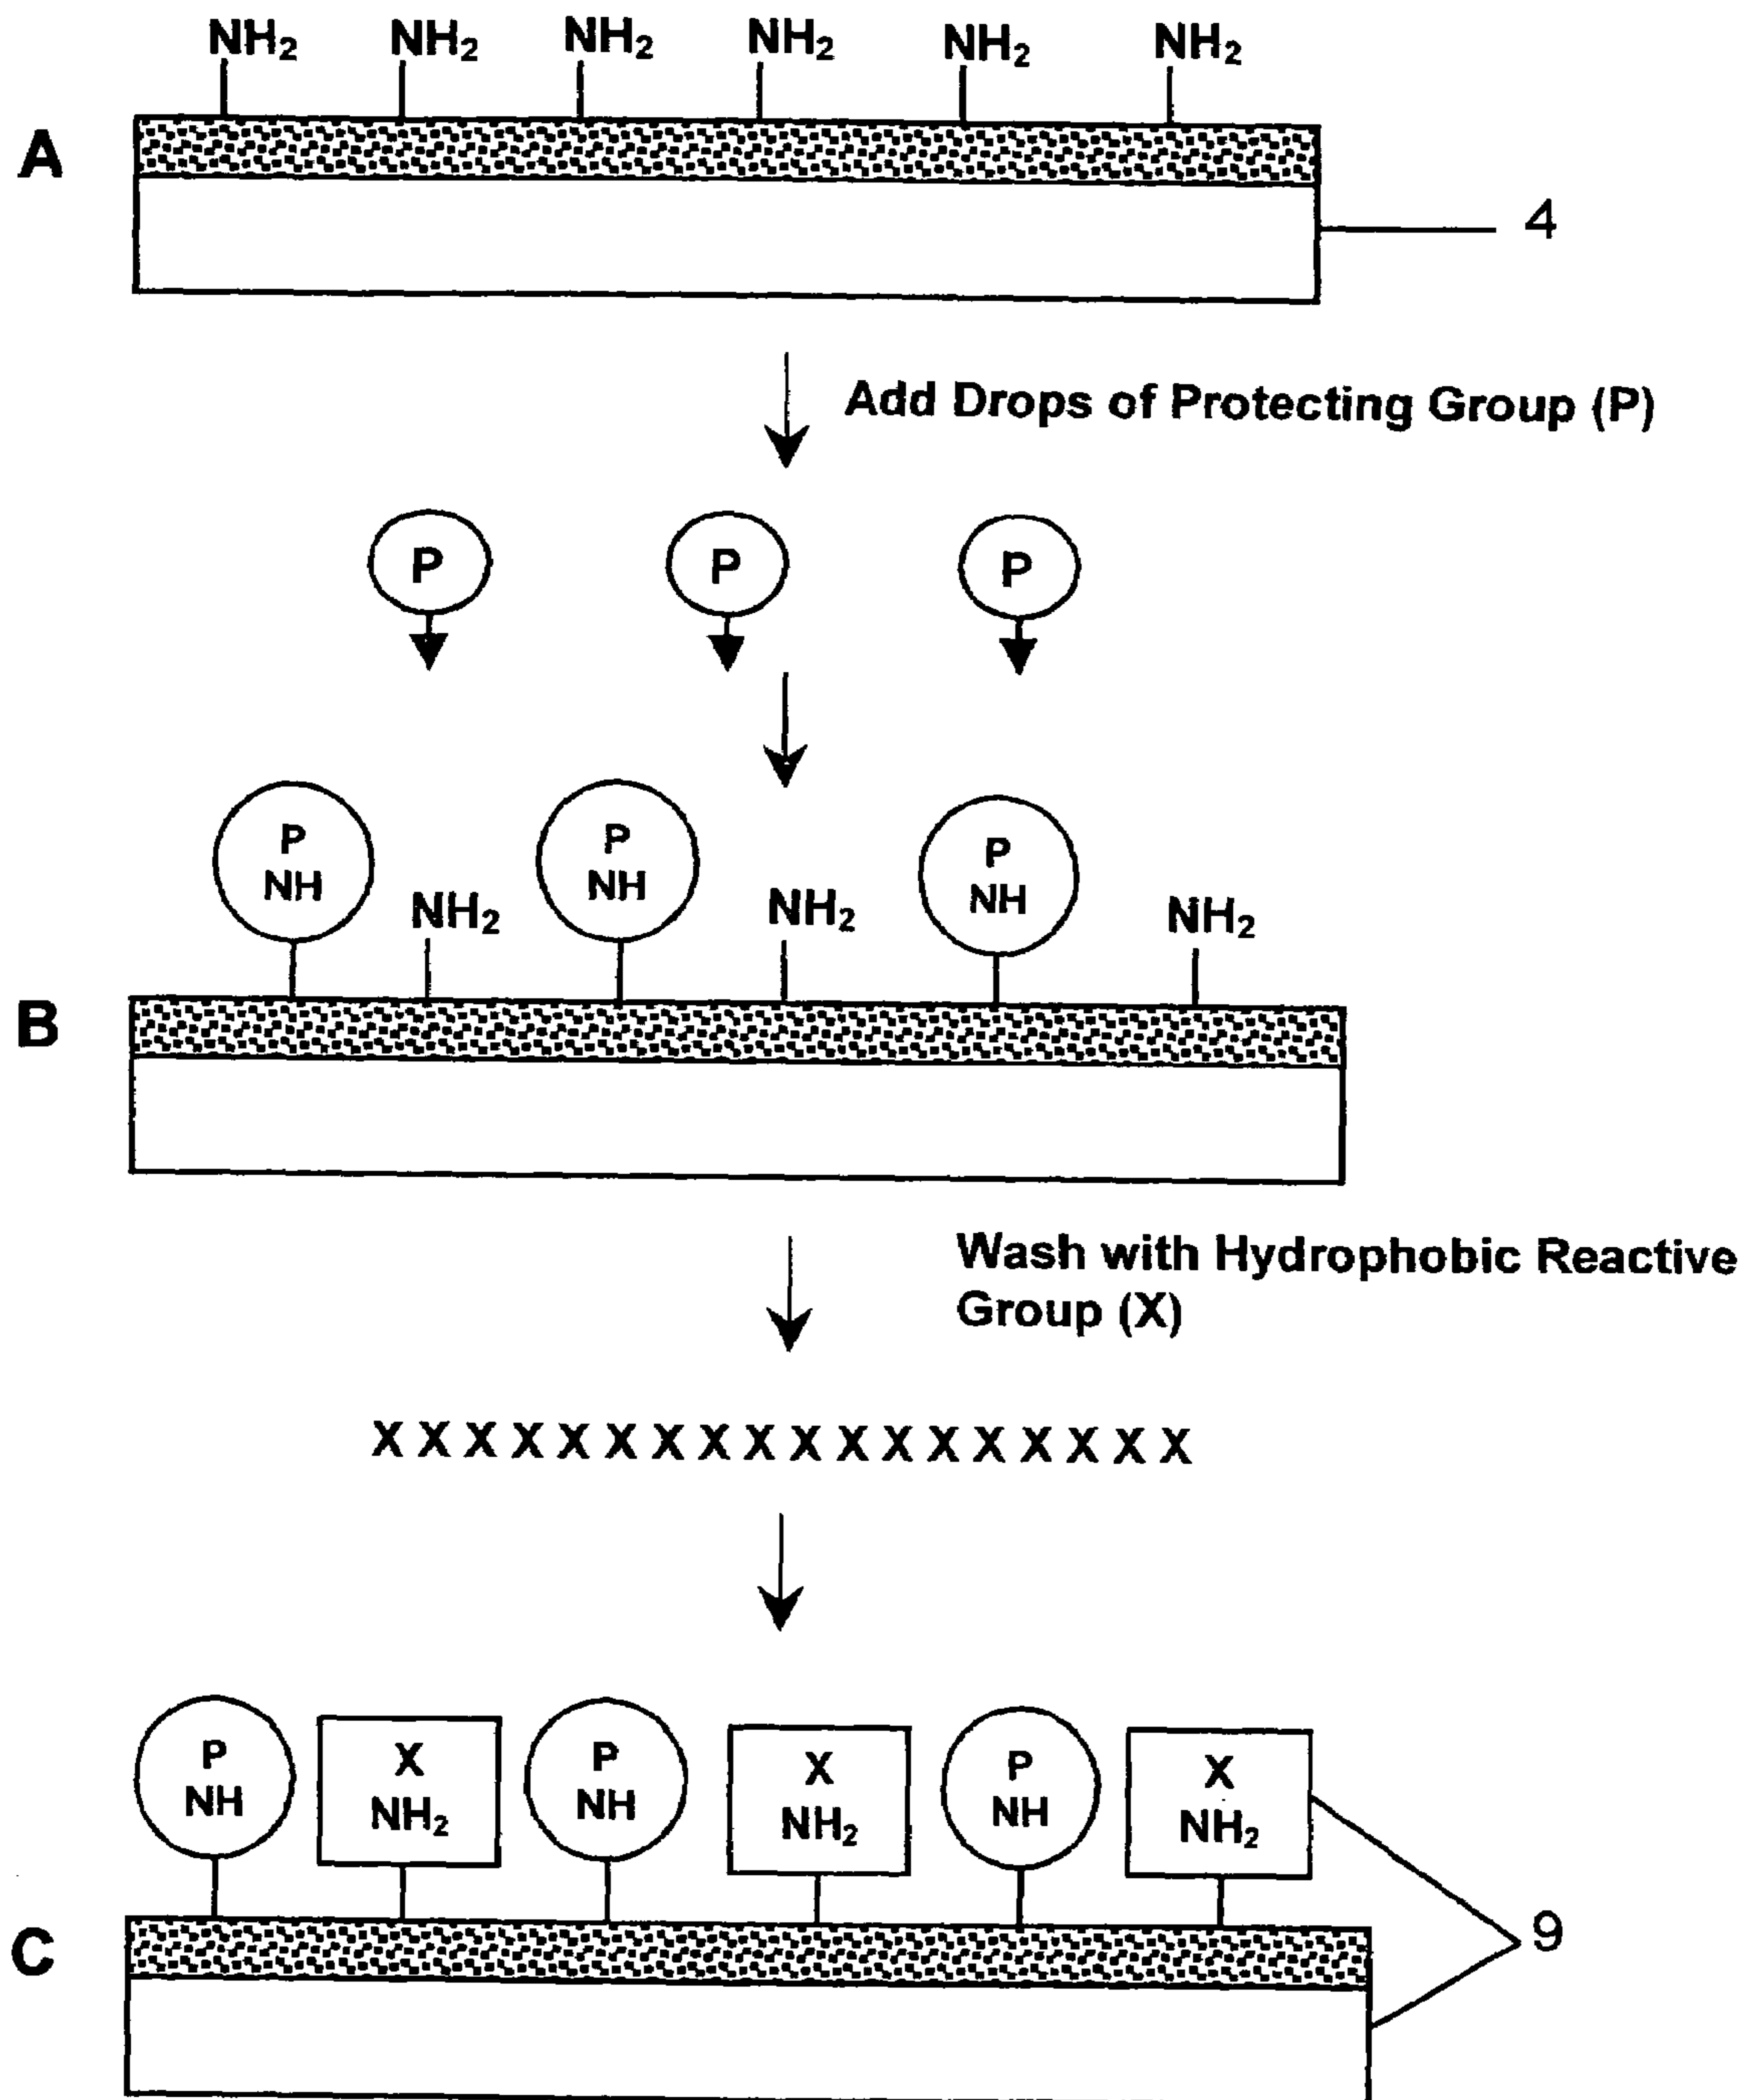 NH₂ NH₂ NH₂ NH₂ NH₂ NH₂
A
4
Add Drops of Protecting Group (P)
P P P
P P P
NH NH₂ NH NH₂ NH NH₂
B
Wash with Hydrophobic Reactive
Group (X)
X X X X X X X X X X X X X X X X X X
P X P X P X
NH NH₂ NH NH₂ NH NH₂
C
9